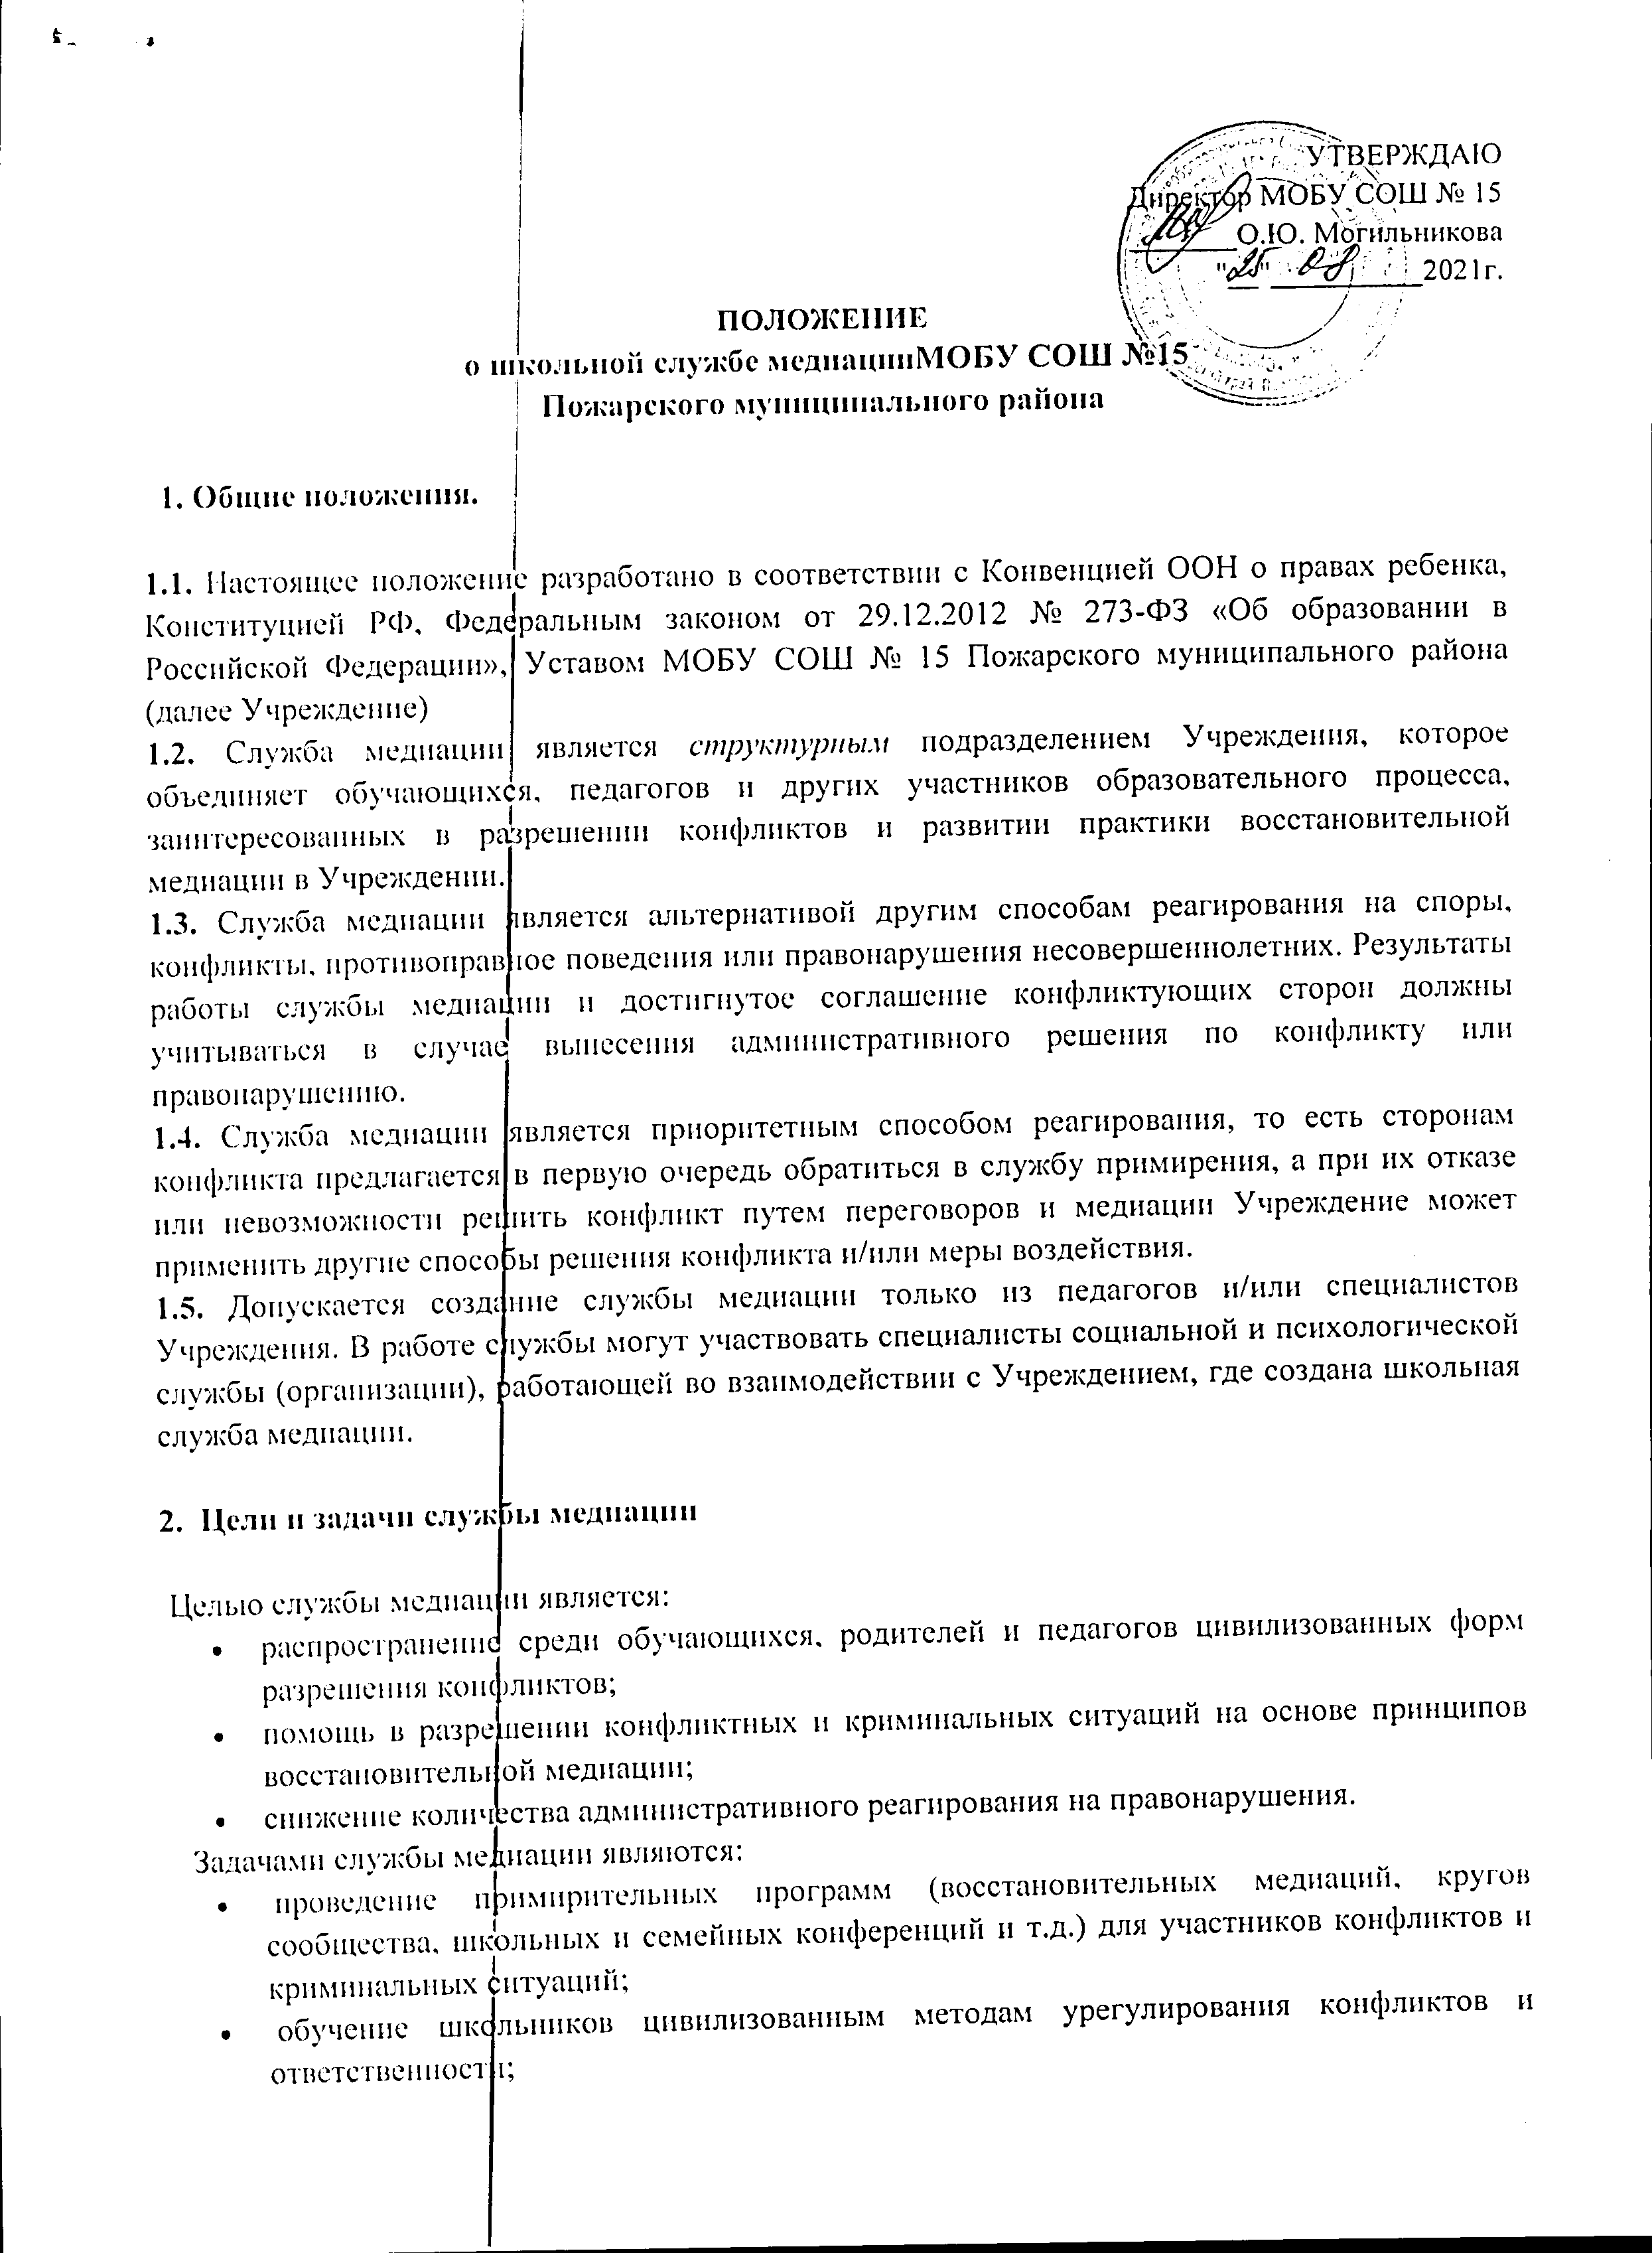 УТВЕРЖДАЮ
Директор МОБУ СОШ № 15
О.Ю. Могильникова
"25" 08 2021г.
ПОЛОЖЕНИЕ
о школьной службе медиацииМОБУ СОШ №15
Пожарского муниципального района
1. Общие положения.
1.1. Настоящее положение разработано в соответствии с Конвенцией ООН о правах ребенка,
Конституцией РФ, Федеральным законом от 29.12.2012 № 273-ФЗ «Об образовании в
Российской Федерации», Уставом МОБУ СОШ № 15 Пожарского муниципального района
(далее Учреждение)
1.2. Служба медиации является структурным подразделением Учреждения, которое
объединяет обучающихся, педагогов и других участников образовательного процесса,
заинтересованных в разрешении конфликтов и развитии практики восстановительной
медиации в Учреждении.
1.3. Служба медиации является альтернативой другим способам реагирования на споры,
конфликты, противоправное поведения или правонарушения несовершеннолетних. Результаты
работы службы медиации и достигнутое соглашение конфликтующих сторон должны
учитываться в случае вынесения административного решения по конфликту или
правонарушению.
1.4. Служба медиации является приоритетным способом реагирования, то есть сторонам
конфликта предлагается в первую очередь обратиться в службу примирения, а при их отказе
или невозможности решить конфликт путем переговоров и медиации Учреждение может
применить другие способы решения конфликта и/или меры воздействия.
1.5. Допускается создание службы медиации только из педагогов и/или специалистов
Учреждения. В работе службы могут участвовать специалисты социальной и психологической
службы (организации), работающей во взаимодействии с Учреждением, где создана школьная
служба медиации.
2. Цели и задачи службы медиации
Целью службы медиации является:
• распространение среди обучающихся, родителей и педагогов цивилизованных форм
разрешения конфликтов;
• помощь в разрешении конфликтных и криминальных ситуаций на основе принципов
восстановительной медиации;
• снижение количества административного реагирования на правонарушения.
Задачами службы медиации являются:
• проведение примирительных программ (восстановительных медиаций, кругов
сообщества, школьных и семейных конференций и т.д.) для участников конфликтов и
криминальных ситуаций;
• обучение школьников цивилизованным методам урегулирования конфликтов и
ответственности;